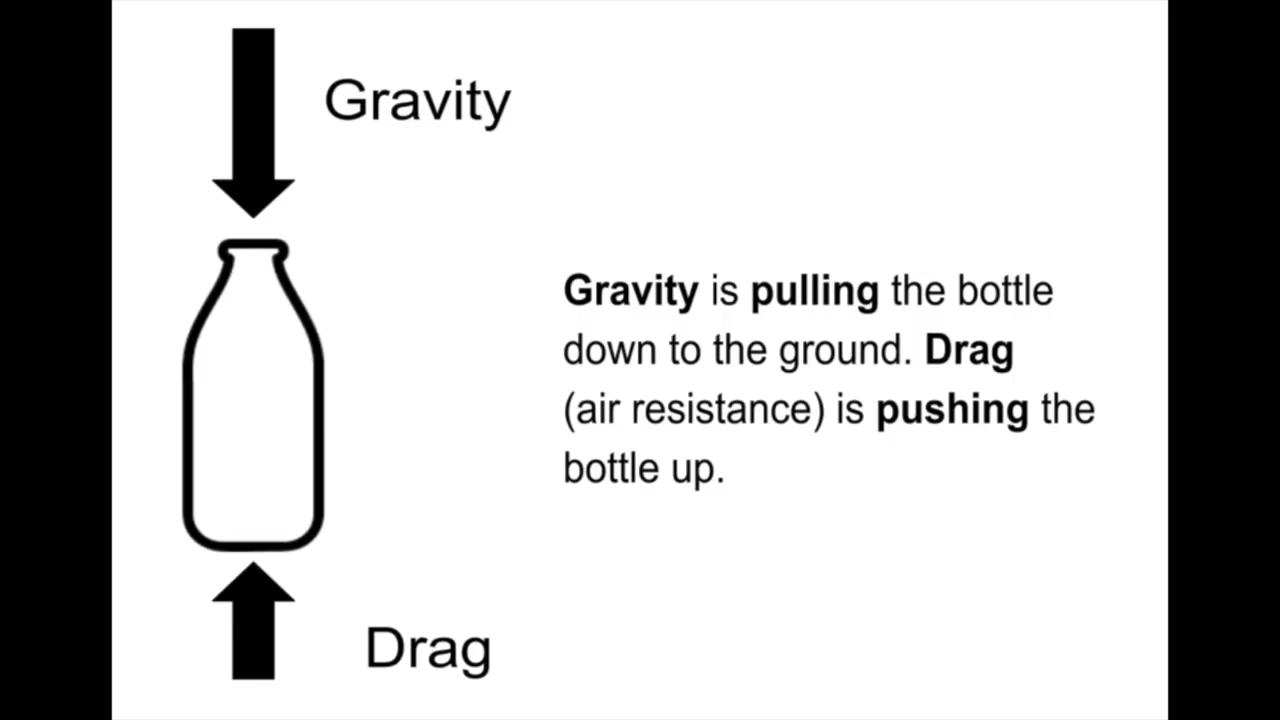 Gravity
Gravity is pulling the bottle
down to the ground. Drag
(air resistance) is pushing the
bottle up.
Drag